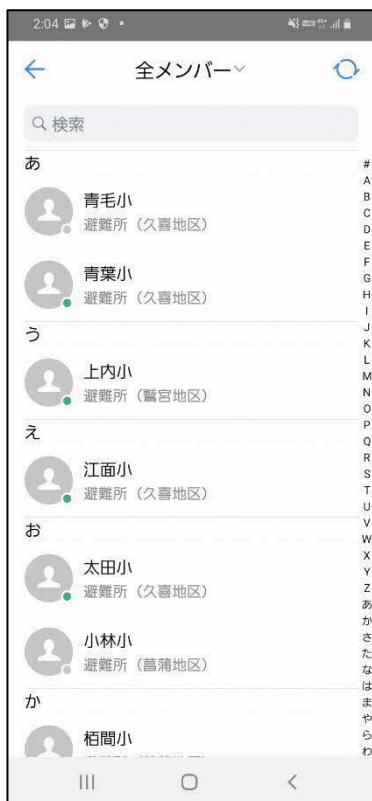 2:04
全メンバー
検索
あ
青毛小
避難所（久喜地区）
青葉小
避難所（久喜地区）
う
上内小
避難所（鷲宮地区）
え
江面小
避難所（久喜地区）
お
太田小
避難所（久喜地区）
小林小
避難所（菖蒲地区）
か
栢間小
#
A
B
C
D
E
F
G
H
I
J
K
L
M
N
O
P
Q
R
S
T
U
V
W
X
Y
Z
あ
か
さ
た
な
は
ま
や
ら
わ